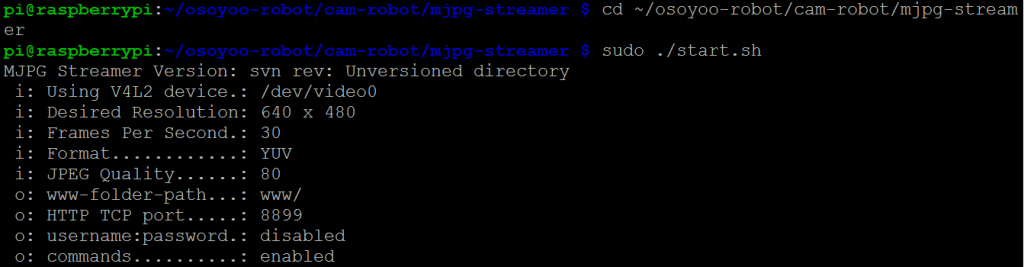 pi@raspberrypi:~/osoyoo-robot/cam-robot/mjpg-streamer $ cd ~/osoyoo-robot/cam-robot/mjpg-stream
er
pi@raspberrypi:~/osoyoo-robot/cam-robot/mjpg-streamer $ sudo ./start.sh
MJPG Streamer Version: svn rev: Unversioned directory
 i: Using V4L2 device.: /dev/video0
 i: Desired Resolution: 640 x 480
 i: Frames Per Second.: 30
 i: Format............: YUV
 i: JPEG Quality......: 80
 o: www-folder-path...: www/
 o: HTTP TCP port.....: 8899
 o: username:password.: disabled
 o: commands..........: enabled